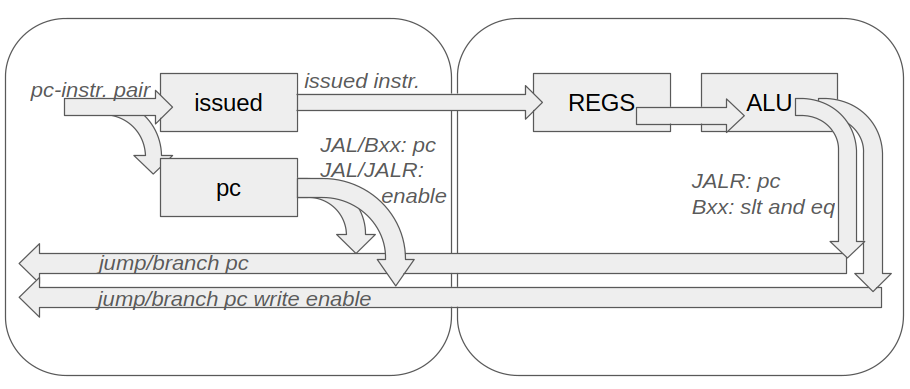 pc-instr. pair
issued
issued instr.
REGS
ALU
JAL/Bxx: pc
JAL/JALR:
enable
pc
JALR: pc
Bxx: slt and eq
jump/branch pc
jump/branch pc write enable